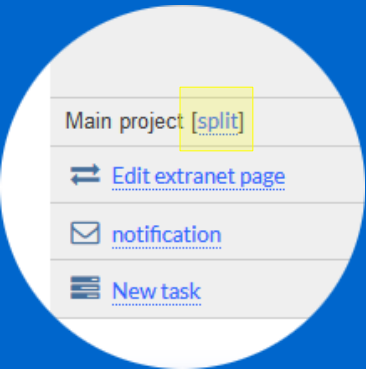 Main project [split]
Edit extranet page
notification
New task